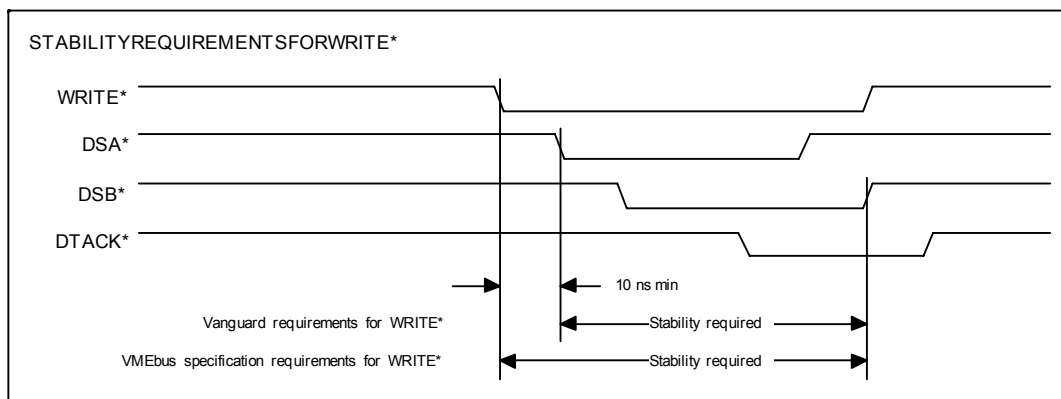 STABILITYREQUIREMENTSFORWRITE*
WRITE*
DSA*
DSB*
DTACK*
10 ns min
Vanguard requirements for WRITE* Stability required
VMEbus specification requirements for WRITE* Stability required